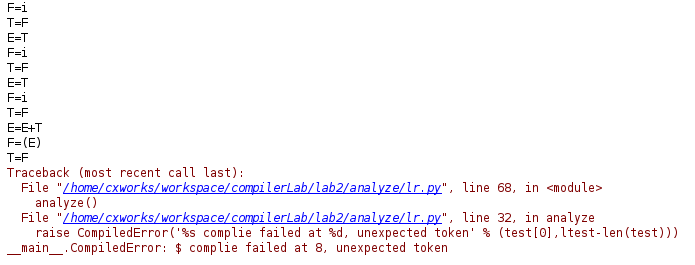 F=i
T=F
E=T
F=i
T=F
E=T
F=i
T=F
E=E+T
F=(E)
T=F
Traceback (most recent call last):
  File "/home/cxworks/workspace/compilerLab/lab2/analyze/lr.py", line 68, in <module>
    analyze()
  File "/home/cxworks/workspace/compilerLab/lab2/analyze/lr.py", line 32, in analyze
    raise CompiledError('%s complie failed at %d, unexpected token' % (test[0],ltest-len(test)))
__main__.CompiledError: $ complie failed at 8, unexpected token